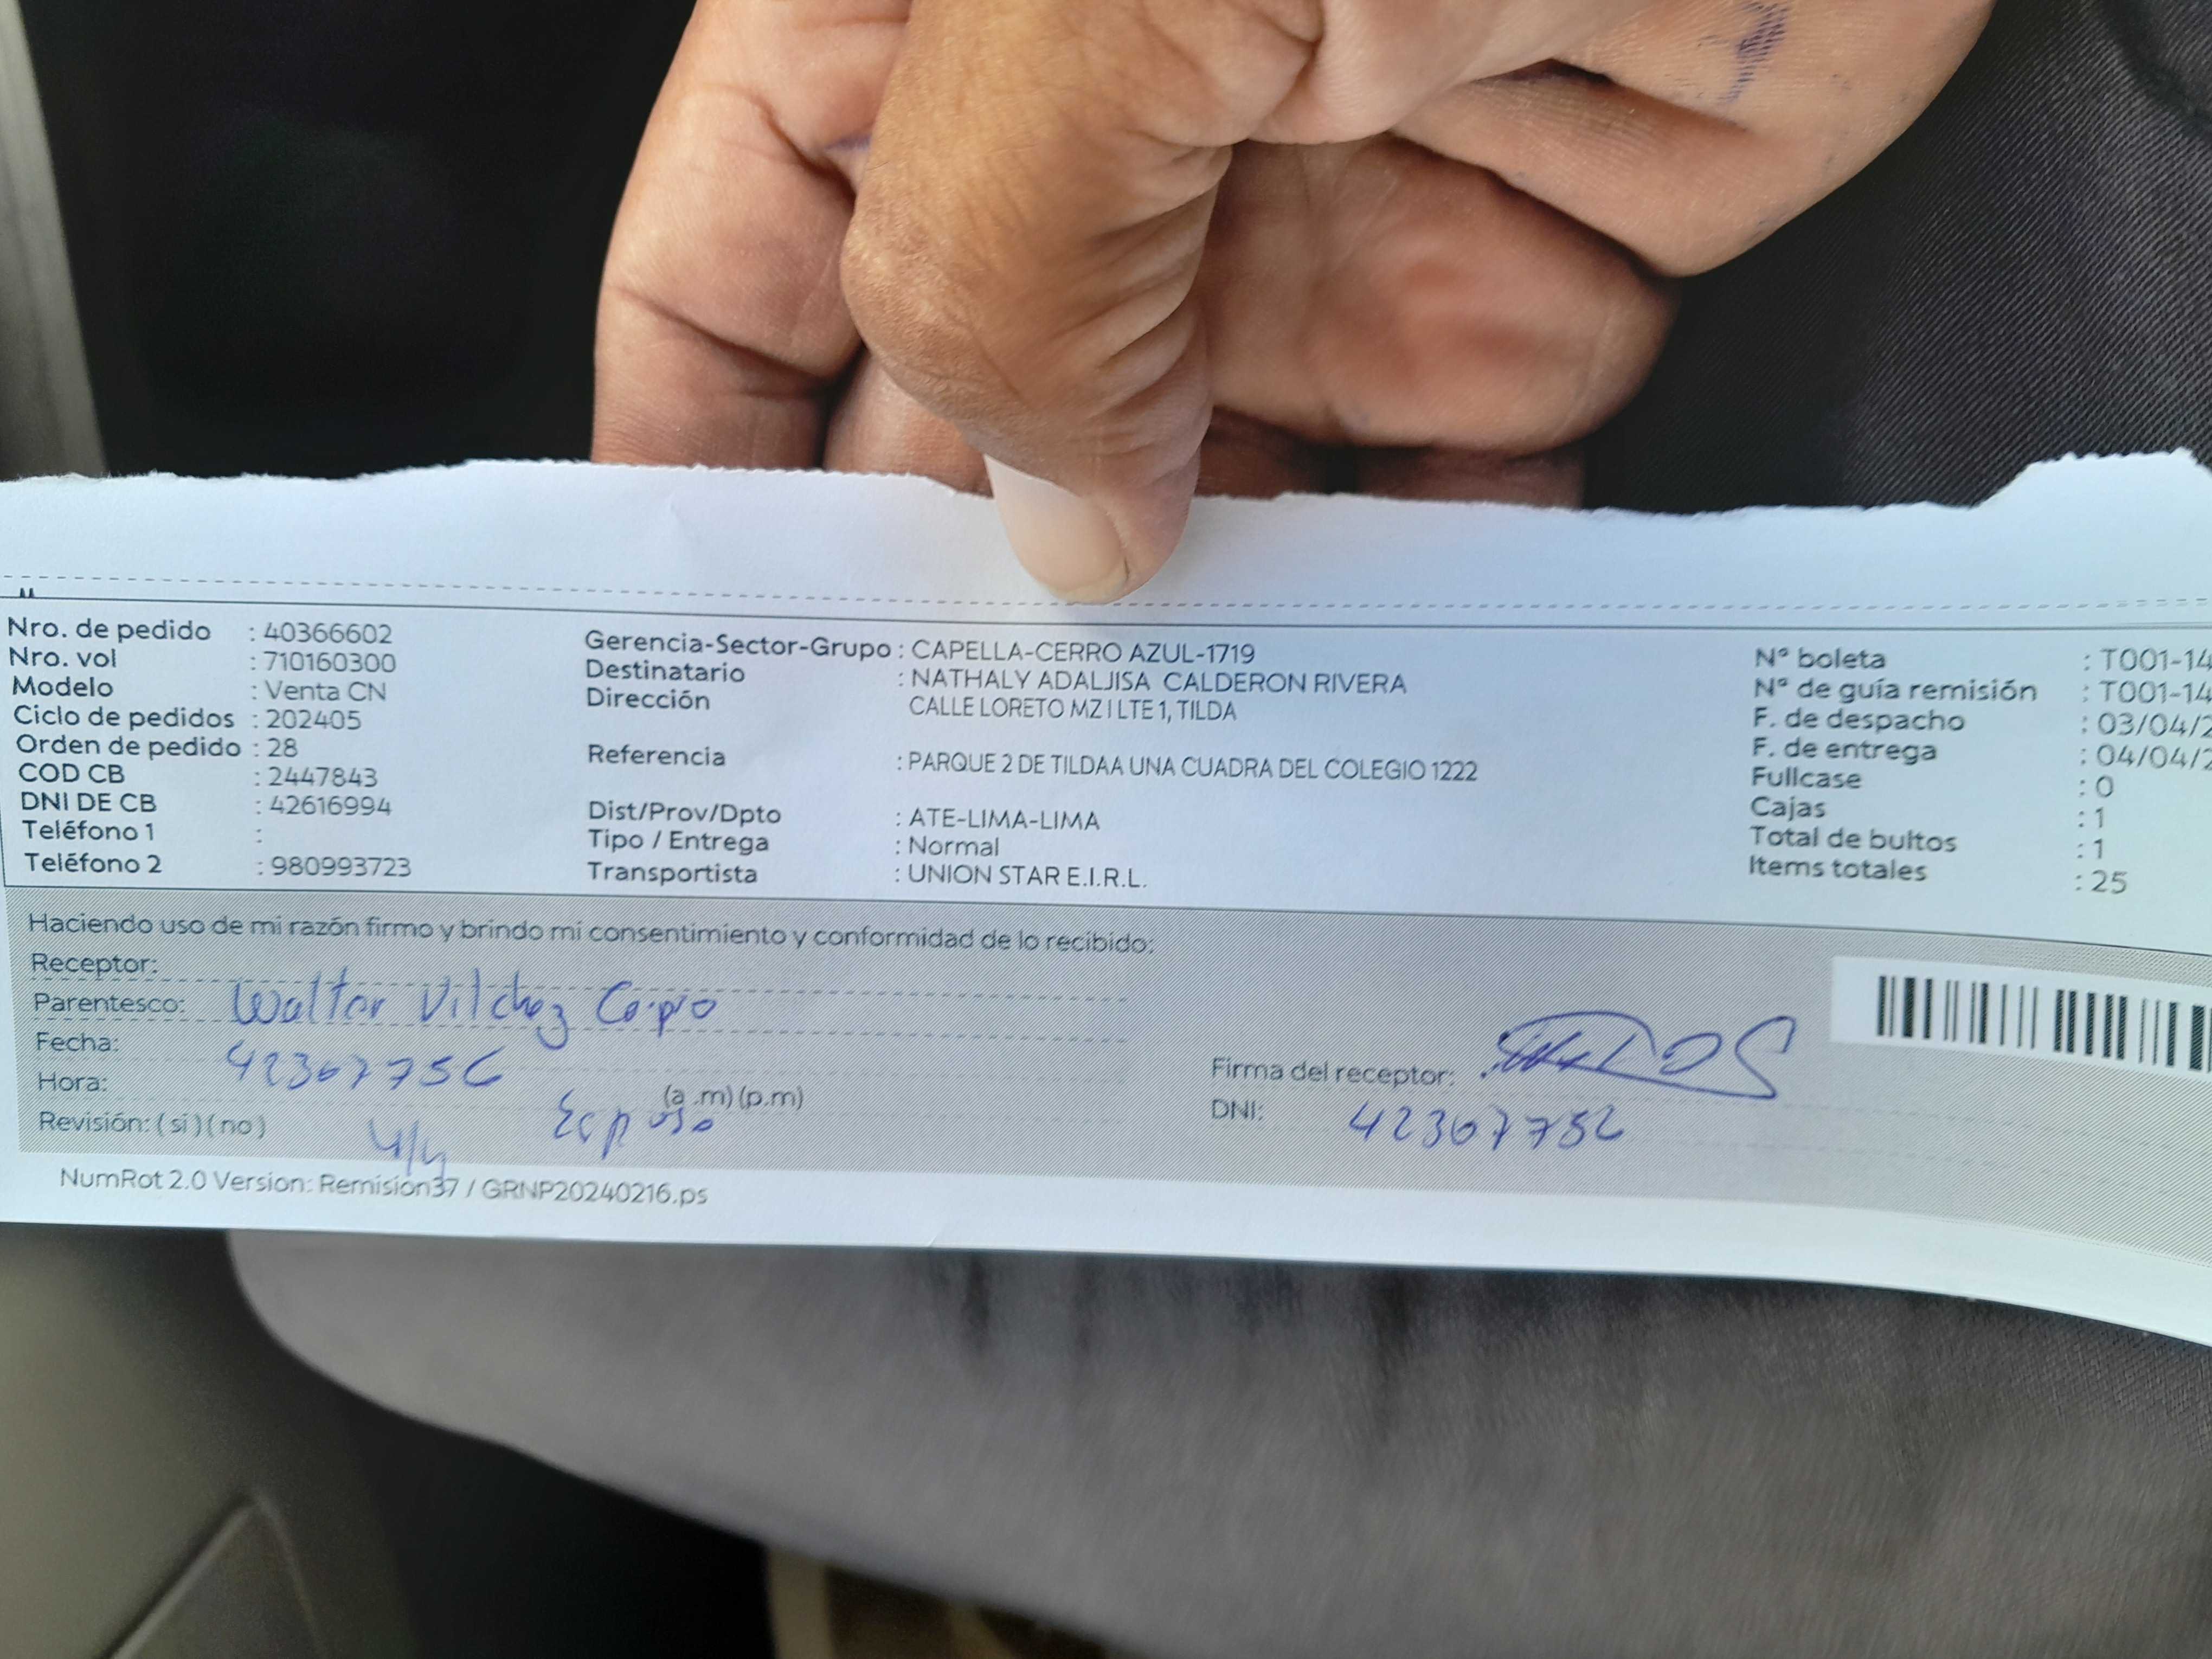 Nro. de pedido : 40366602
Nro. vol : 710160300
Modelo : Venta CN
Ciclo de pedidos : 202405
Orden de pedido : 28
COD CB : 2447843
DNI DE CB : 42616994
Teléfono 1 :
Teléfono 2 : 980993723
Gerencia-Sector-Grupo : CAPELLA-CERRO AZUL-1719
Destinatario : NATHALY ADALJISA CALDERON RIVERA
Dirección CALLE LORETO MZ I LTE 1, TILDA
Referencia : PARQUE 2 DE TILDAA UNA CUADRA DEL COLEGIO 1222
Dist/Prov/Dpto : ATE-LIMA-LIMA
Tipo / Entrega : Normal
Transportista : UNION STAR E.I.R.L.
Nº boleta : T001-14
Nº de guía remisión : T001-14
F. de despacho : 03/04/2
F. de entrega : 04/04/2
Fullcase : 0
Cajas : 1
Total de bultos : 1
Items totales : 25
Haciendo uso de mi razón firmo y brindo mi consentimiento y conformidad de lo recibido:
Receptor:
Parentesco: Walter Vilchez
Fecha:
Hora: (a .m) (p.m)
Revisión: ( si ) ( no ) 4/4 Esposo
Firma del receptor:
DNI:
NumRot 2.0 Version: Remision37 / GRNP20240216.ps